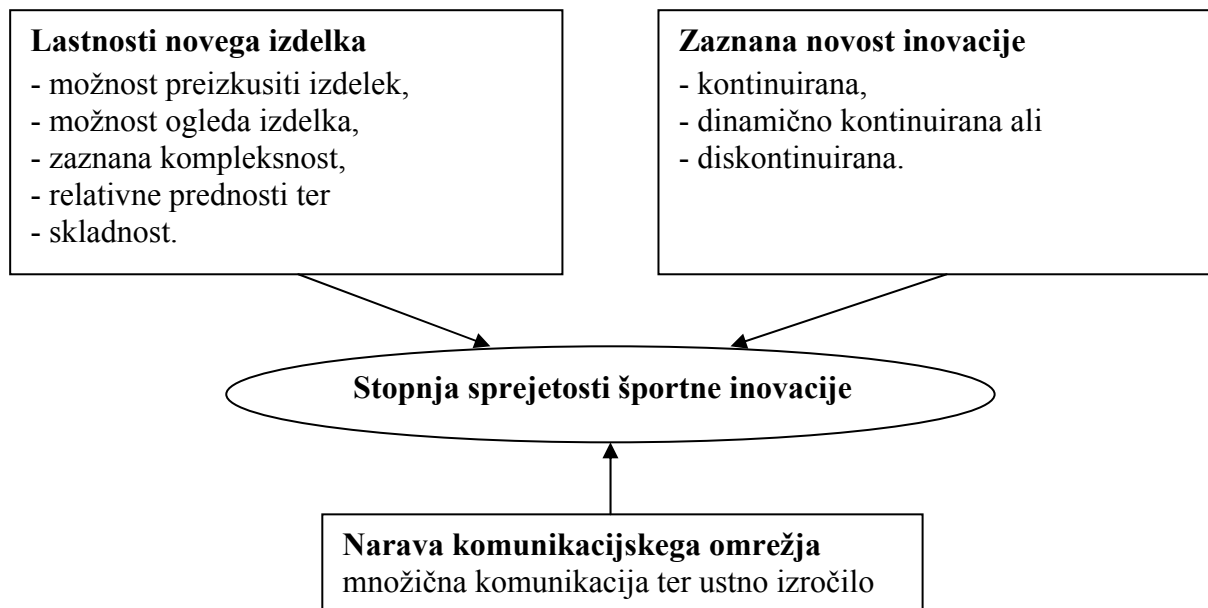 Lastnosti novega izdelka
- možnost preizkusiti izdelek,
- možnost ogleda izdelka,
- zaznana kompleksnost,
- relativne prednosti ter
- skladnost.
Zaznana novost inovacije
- kontinuirana,
- dinamično kontinuirana ali
- diskontinuirana.
Stopnja sprejetosti športne inovacije
Narava komunikacijskega omrežja
množična komunikacija ter ustno izročilo